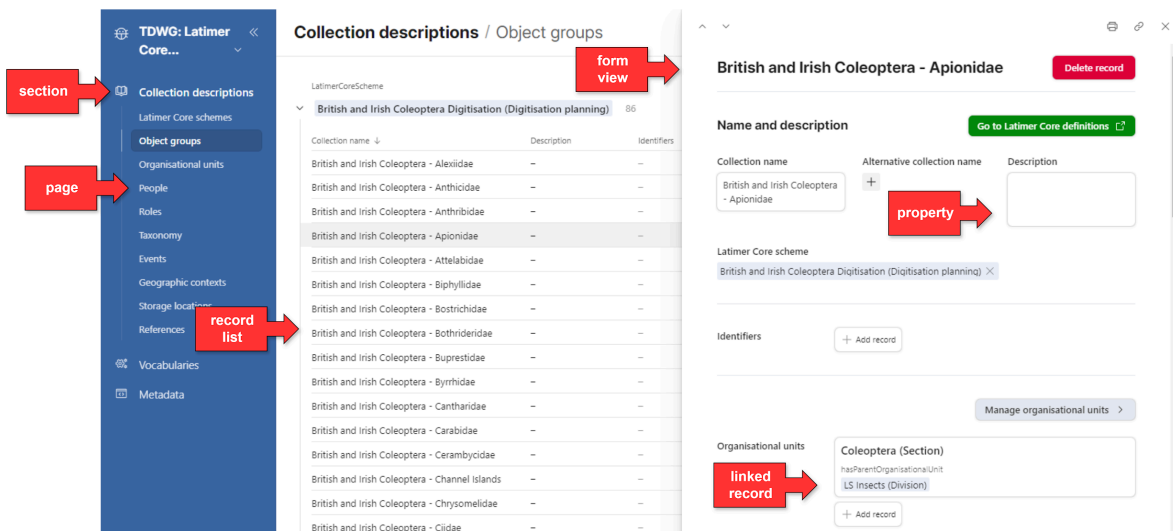 TDWG: Latimer
Core...
section
Collection descriptions
Latimer Core schemes
Object groups
Organisational units
page
People
Roles
Taxonomy
Events
Geographic contexts
Storage locations
References
Vocabularies
Metadata
Collection descriptions / Object groups
LatimerCoreScheme
British and Irish Coleoptera Digitisation (Digitisation planning) 86
Collection name ↓ Description Identifiers
British and Irish Coleoptera - Alexiidae – –
British and Irish Coleoptera - Anthicidae – –
British and Irish Coleoptera - Anthribidae – –
British and Irish Coleoptera - Apionidae – –
British and Irish Coleoptera - Attelabidae – –
British and Irish Coleoptera - Biphyllidae – –
British and Irish Coleoptera - Bostrichidae – –
record
list
British and Irish Coleoptera - Bothrideridae – –
British and Irish Coleoptera - Buprestidae – –
British and Irish Coleoptera - Byrrhidae – –
British and Irish Coleoptera - Cantharidae – –
British and Irish Coleoptera - Carabidae – –
British and Irish Coleoptera - Cerambycidae – –
British and Irish Coleoptera - Channel Islands – –
British and Irish Coleoptera - Chrysomelidae – –
British and Irish Coleoptera - Ciidae – –
form
view
British and Irish Coleoptera - Apionidae
Delete record
Name and description
Go to Latimer Core definitions
Collection name Alternative collection name Description
British and Irish Coleoptera
- Apionidae
+
property
Latimer Core scheme
British and Irish Coleoptera Digitisation (Digitisation planning) ×
Identifiers
+ Add record
Manage organisational units >
Organisational units
Coleoptera (Section)
hasParentOrganisationalUnit
LS Insects (Division)
linked
record
+ Add record